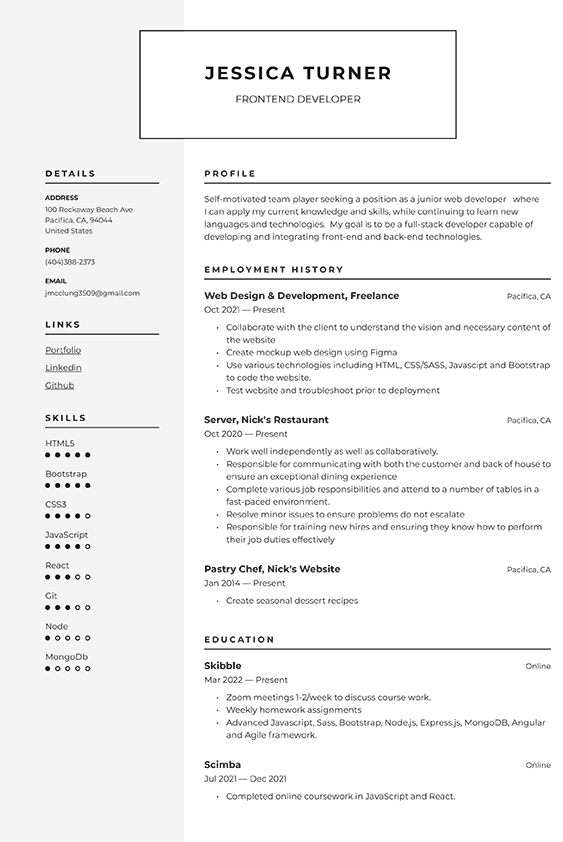 JESSICA TURNER
FRONTEND DEVELOPER
DETAILS
ADDRESS
100 Rockaway Beach Ave
Pacifica, CA, 94044
United States
PHONE
(404)388-2373
EMAIL
jmcclung3509@gmail.com
LINKS
Portfolio
Linkedin
Github
SKILLS
HTML5
Bootstrap
CSS3
JavaScript
React
Git
Node
MongoDb
PROFILE
Self-motivated team player seeking a position as a junior web developer where
I can apply my current knowledge and skills, while continuing to learn new
languages and technologies. My goal is to be a full-stack developer capable of
developing and integrating front-end and back-end technologies.
EMPLOYMENT HISTORY
Web Design & Development, Freelance Pacifica, CA
Oct 2021 — Present
• Collaborate with the client to understand the vision and necessary content of
the website
• Create mockup web design using Figma
• Use various technologies including HTML, CSS/SASS, Javascipt and Bootstrap
to code the website.
• Test website and troubleshoot prior to deployment
Server, Nick's Restaurant Pacifica, CA
Oct 2020 — Present
• Work well independently as well as collaboratively.
• Responsible for communicating with both the customer and back of house to
ensure an exceptional dining experience
• Complete various job responsibilities and attend to a number of tables in a
fast-paced environment.
• Resolve minor issues to ensure problems do not escalate
• Responsible for training new hires and ensuring they know how to perform
their job duties effectively
Pastry Chef, Nick's Website Pacifica, CA
Jan 2014 — Present
• Create seasonal dessert recipes
EDUCATION
Skibble Online
Mar 2022 — Present
• Zoom meetings 1-2/week to discuss course work.
• Weekly homework assignments
• Advanced Javascript, Sass, Bootstrap, Node.js, Express.js, MongoDB, Angular
and Agile framework.
Scimba Online
Jul 2021 — Dec 2021
• Completed online coursework in JavaScript and React.